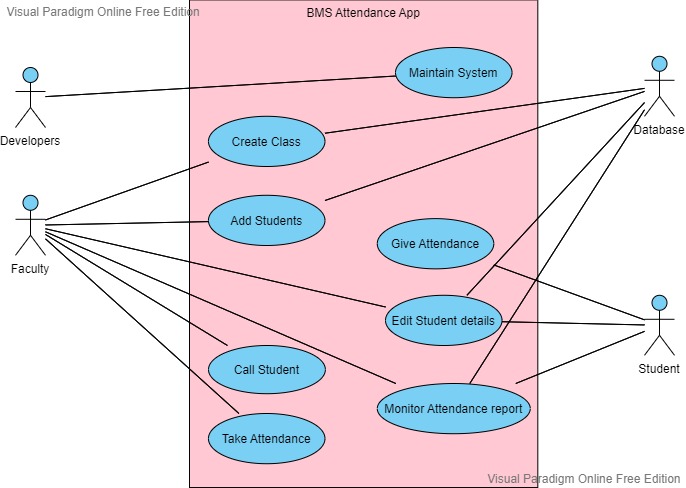 Visual Paradigm Online Free Edition
BMS Attendance App
Maintain System
Developers
Database
Create Class
Add Students
Give Attendance
Faculty
Edit Student details
Call Student
Student
Monitor Attendance report
Take Attendance
Visual Paradigm Online Free Edition